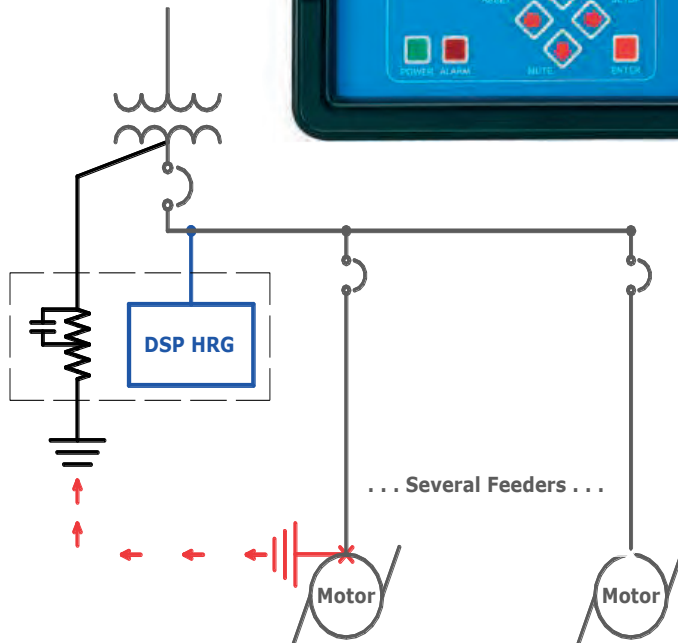 POWER ALARM
MUTE
ENTER
DSP HRG
. . . Several Feeders . . .
Motor
Motor